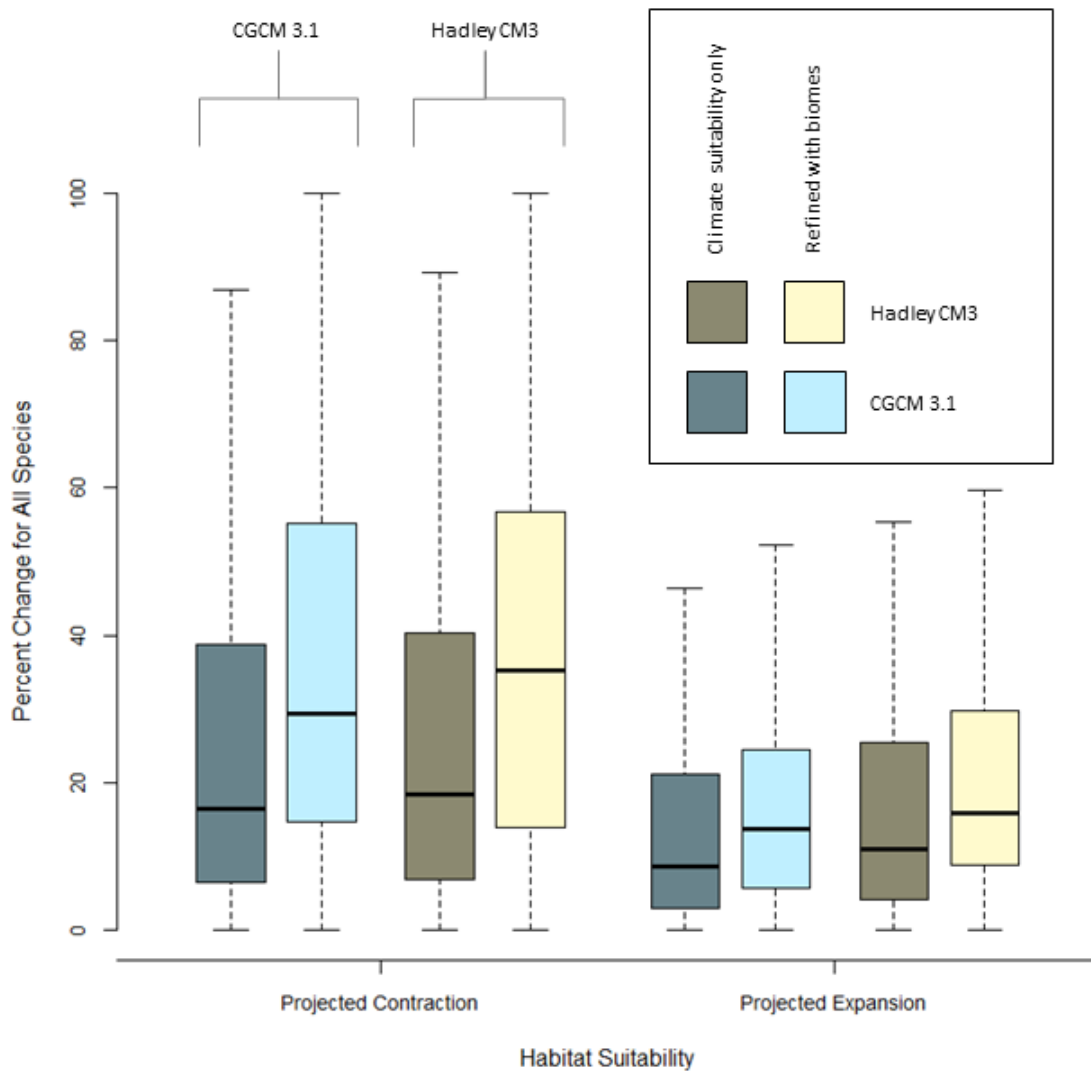 CGCM 3.1
Hadley CM3
Climate suitability only
Refined with biomes
Hadley CM3
CGCM 3.1
Percent Change for All Species
100
80
60
40
20
0
Projected Contraction
Projected Expansion
Habitat Suitability